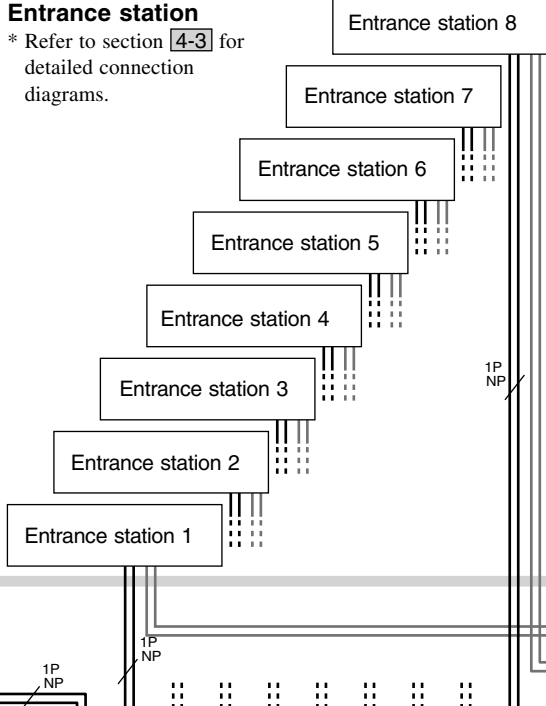 Entrance station
* Refer to section 4-3 for
detailed connection
diagrams.
Entrance station 8
Entrance station 7
Entrance station 6
Entrance station 5
Entrance station 4
1P
NP
Entrance station 3
Entrance station 2
Entrance station 1
1P
NP
1P
NP